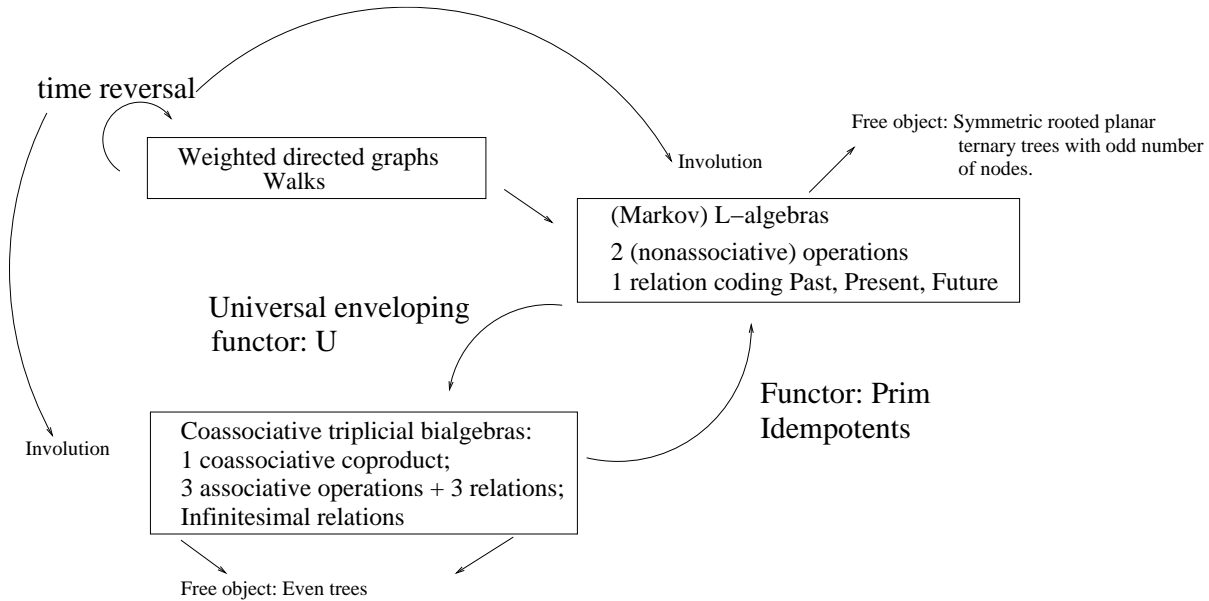 time reversal
Weighted directed graphs
Walks
Involution
Free object: Symmetric rooted planar
ternary trees with odd number
of nodes.
(Markov) L−algebras
2 (nonassociative) operations
1 relation coding Past, Present, Future
Universal enveloping
functor: U
Functor: Prim
Idempotents
Involution
Coassociative triplicial bialgebras:
1 coassociative coproduct;
3 associative operations + 3 relations;
Infinitesimal relations
Free object: Even trees